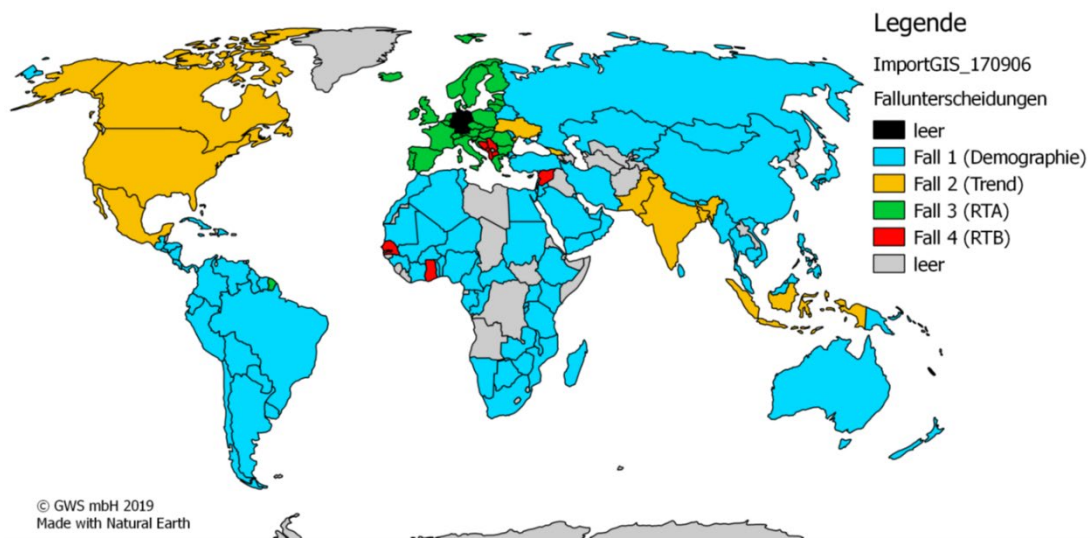 Legende
ImportGIS_170906
Fallunterscheidungen
leer
Fall 1 (Demographie)
Fall 2 (Trend)
Fall 3 (RTA)
Fall 4 (RTB)
leer
© GWS mbH 2019
Made with Natural Earth